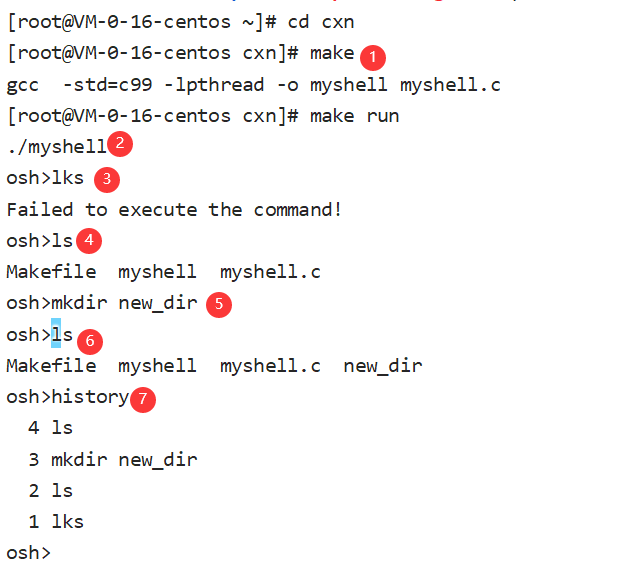 [root@VM-0-16-centos ~]# cd cxn
[root@VM-0-16-centos cxn]# make 1
gcc  -std=c99 -lpthread -o myshell myshell.c
[root@VM-0-16-centos cxn]# make run
./myshell 2
osh>lks 3
Failed to execute the command!
osh>ls 4
Makefile  myshell  myshell.c
osh>mkdir new_dir 5
osh>ls 6
Makefile  myshell  myshell.c  new_dir
osh>history 7
  4 ls
  3 mkdir new_dir
  2 ls
  1 lks
osh>